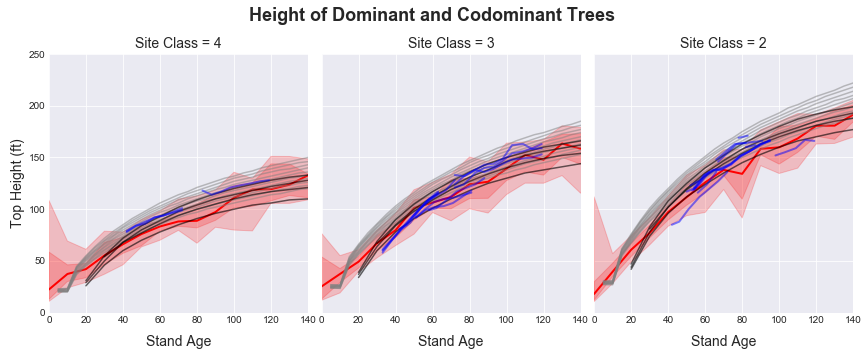 Height of Dominant and Codominant Trees
Site Class = 4
Site Class = 3
Site Class = 2
Top Height (ft)
250
200
150
100
50
0
0 20 40 60 80 100 120 140
0 20 40 60 80 100 120 140
0 20 40 60 80 100 120 140
Stand Age
Stand Age
Stand Age